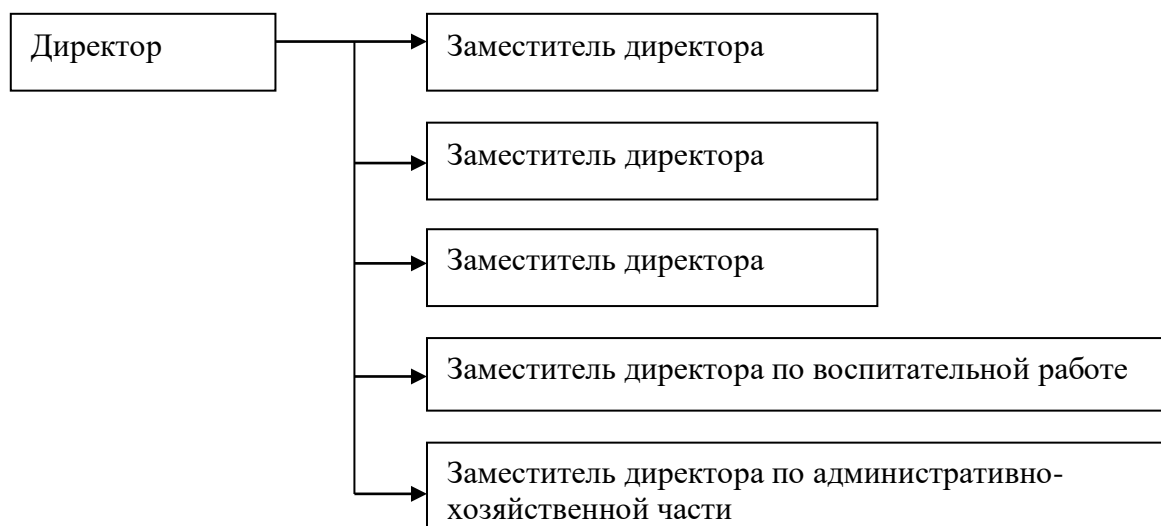 Директор
Заместитель директора
Заместитель директора
Заместитель директора
Заместитель директора по воспитательной работе
Заместитель директора по административно-
хозяйственной части